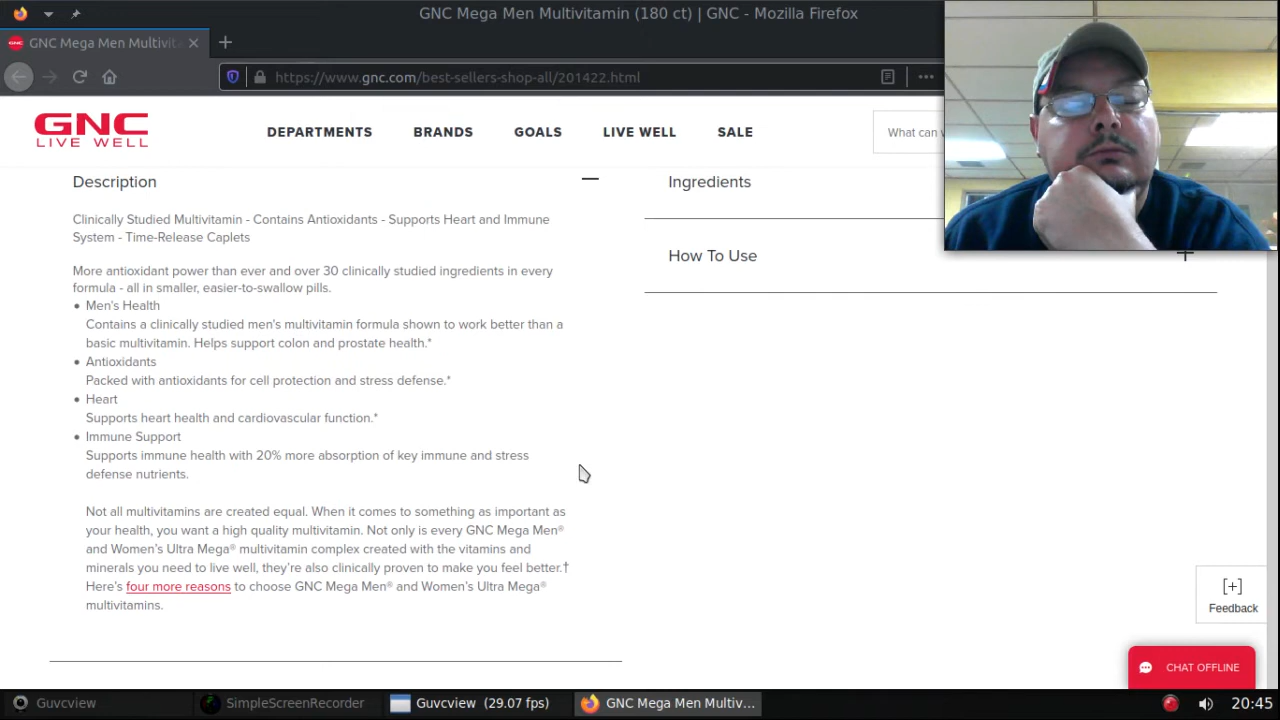 GNC Mega Men Multivitamin (180 ct) | GNC - Mozilla Firefox
GNC GNC Mega Men Multivit
https://www.gnc.com/best-sellers-shop-all/201422.html
GNC
LIVE WELL
DEPARTMENTS BRANDS GOALS LIVE WELL SALE
What can
Description
Clinically Studied Multivitamin - Contains Antioxidants - Supports Heart and Immune
System - Time-Release Caplets
More antioxidant power than ever and over 30 clinically studied ingredients in every
formula - all in smaller, easier-to-swallow pills.
• Men's Health
Contains a clinically studied men's multivitamin formula shown to work better than a
basic multivitamin. Helps support colon and prostate health.*
• Antioxidants
Packed with antioxidants for cell protection and stress defense.*
• Heart
Supports heart health and cardiovascular function.*
• Immune Support
Supports immune health with 20% more absorption of key immune and stress
defense nutrients.
Not all multivitamins are created equal. When it comes to something as important as
your health, you want a high quality multivitamin. Not only is every GNC Mega Men®
and Women's Ultra Mega® multivitamin complex created with the vitamins and
minerals you need to live well, they're also clinically proven to make you feel better.†
Here's four more reasons to choose GNC Mega Men® and Women's Ultra Mega®
multivitamins.
Ingredients
How To Use
[+]
Feedback
CHAT OFFLINE
Guvcview SimpleScreenRecorder Guvcview (29.07 fps) GNC Mega Men Multiv... 20:45